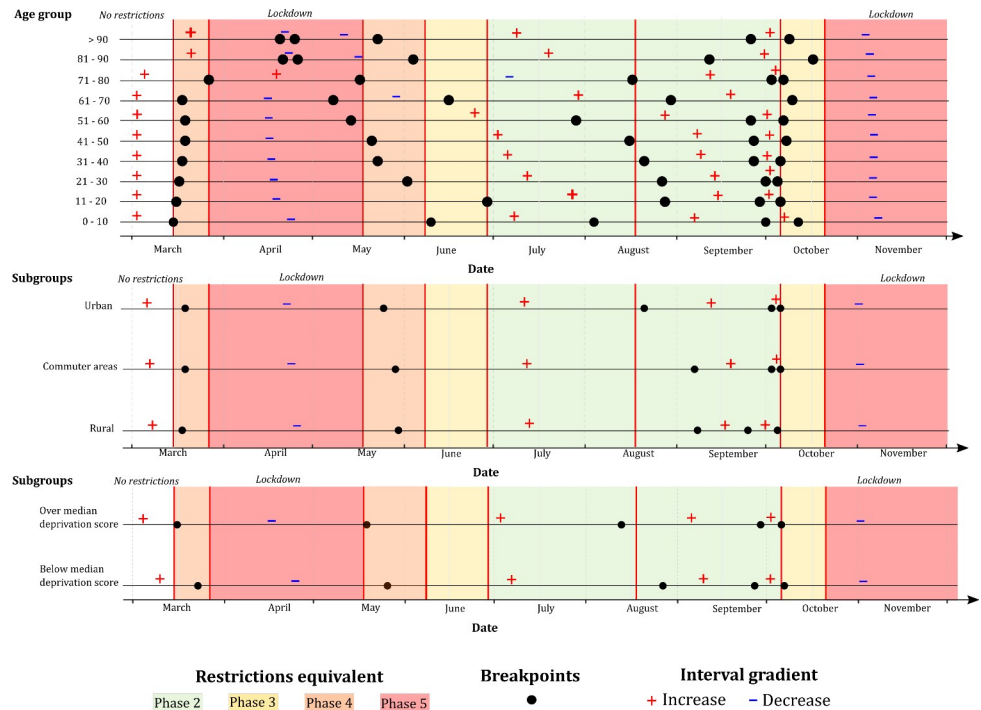 Age group
No restrictions
Lockdown
Lockdown
> 90
81 - 90
71 - 80
61 - 70
51 - 60
41 - 50
31 - 40
21 - 30
11 - 20
0 - 10
March April May June July August September October November
Date
Subgroups
No restrictions
Lockdown
Lockdown
Urban
Commuter areas
Rural
March April May June July August September October November
Date
Subgroups
No restrictions
Lockdown
Lockdown
Over median
deprivation score
Below median
deprivation score
March April May June July August September October November
Date
Restrictions equivalent Breakpoints Interval gradient
Phase 2 Phase 3 Phase 4 Phase 5 + Increase − Decrease